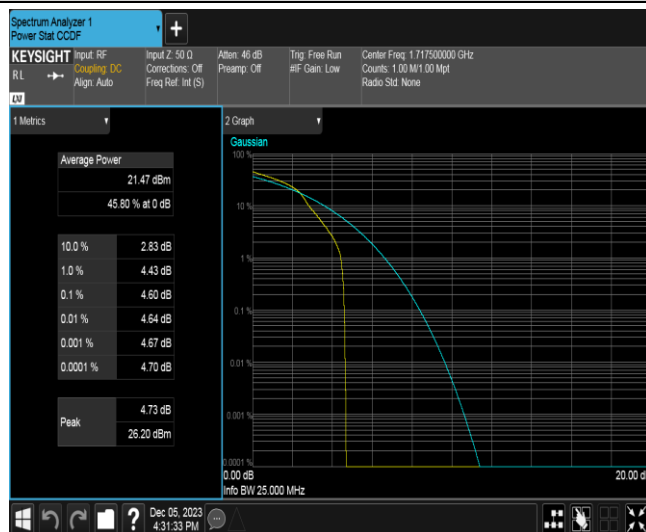 Spectrum Analyzer 1
Power Stat CCDF
+
KEYSIGHT
RL
LXI
Input: RF
Coupling: DC
Align: Auto
Input Z: 50 Ω
Corrections: Off
Freq Ref: Int (S)
Atten: 46 dB
Preamp: Off
Trig: Free Run
#IF Gain: Low
Center Freq: 1.717500000 GHz
Counts: 1.00 M/1.00 Mpt
Radio Std: None
1 Metrics
Average Power
21.47 dBm
45.80 % at 0 dB
10.0 % 2.83 dB
1.0 % 4.43 dB
0.1 % 4.60 dB
0.01 % 4.64 dB
0.001 % 4.67 dB
0.0001 % 4.70 dB
Peak
4.73 dB
26.20 dBm
2 Graph
Gaussian
100 %
10 %
1 %
0.1 %
0.01 %
0.001 %
0.0001 %
0.00 dB
20.00 d
Info BW 25.000 MHz
?
Dec 05, 2023
4:31:33 PM